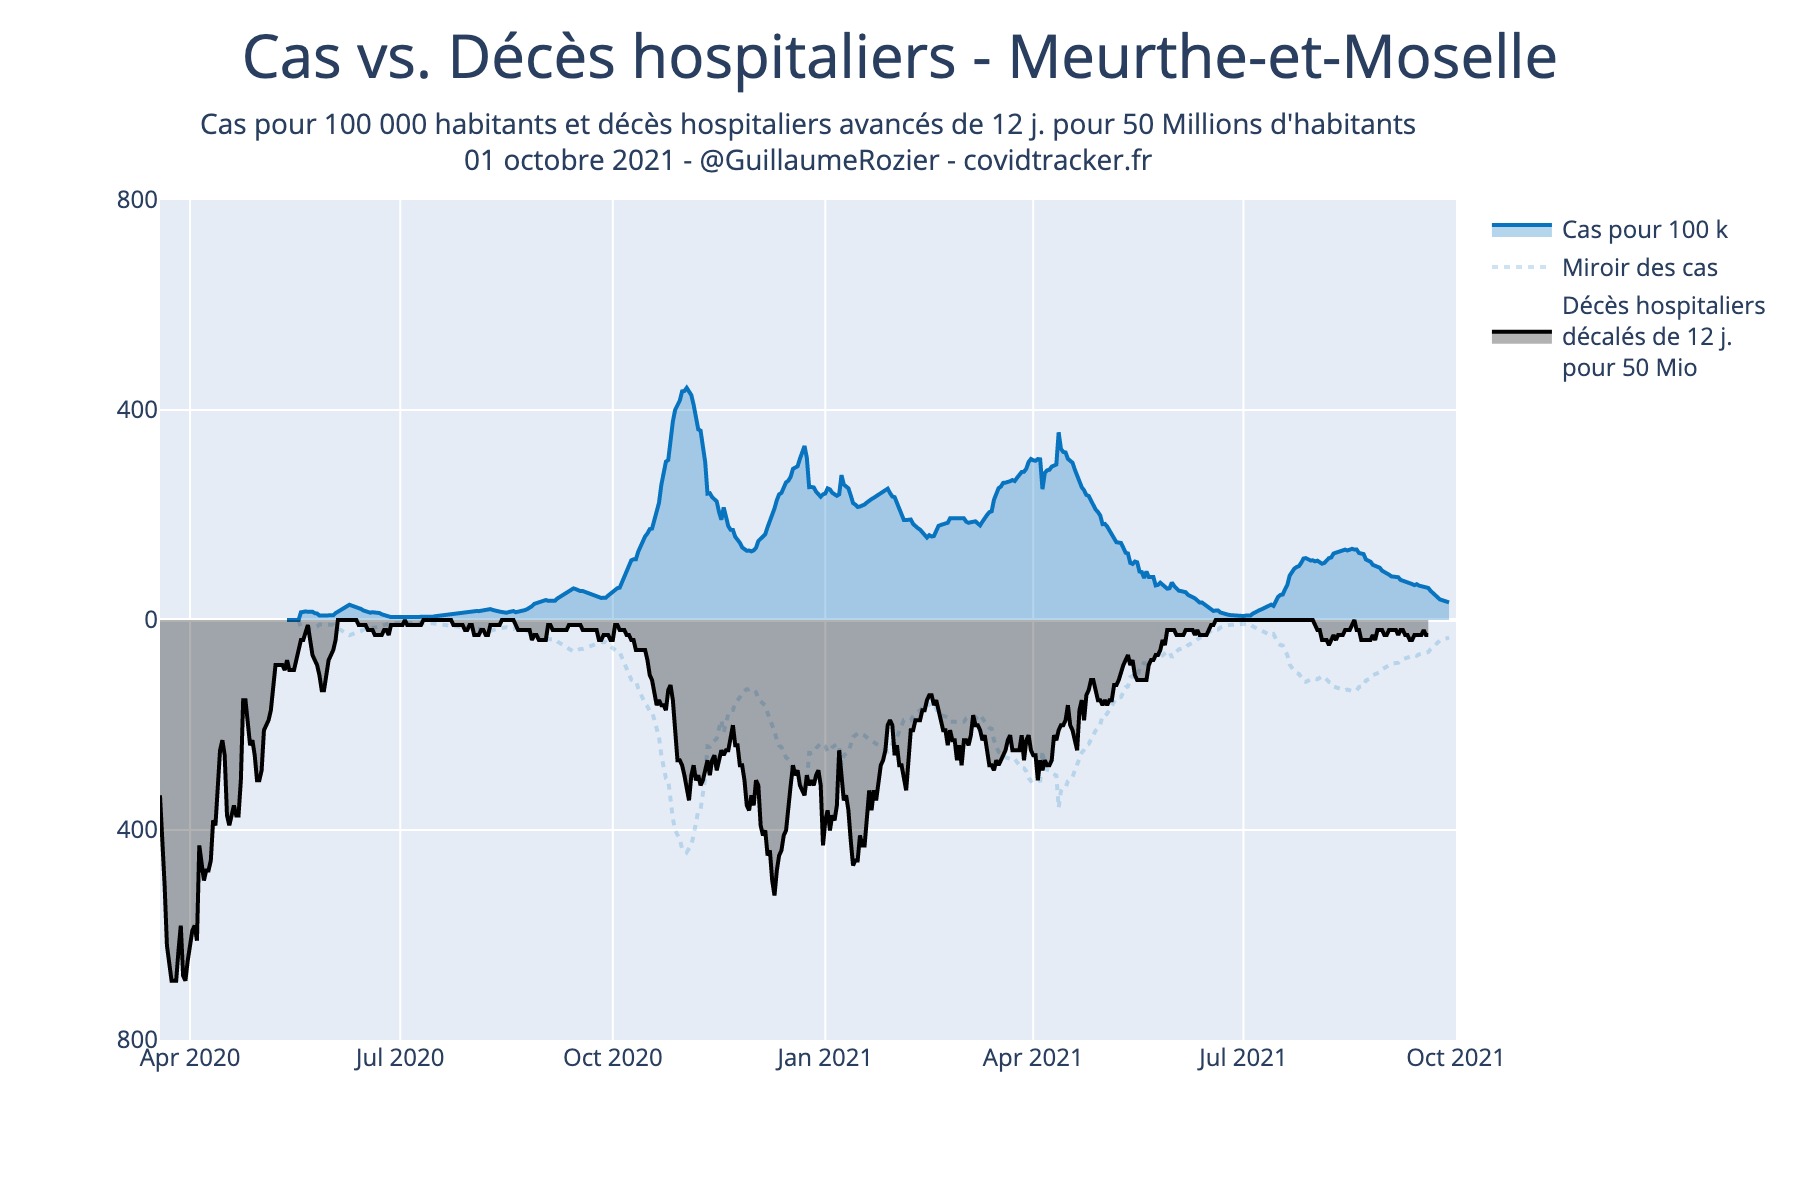 Cas vs. Décès hospitaliers - Meurthe-et-Moselle
Cas pour 100 000 habitants et décès hospitaliers avancés de 12 j. pour 50 Millions d'habitants
01 octobre 2021 - @GuillaumeRozier - covidtracker.fr
800
400
0
400
800
Apr 2020
Jul 2020
Oct 2020
Jan 2021
Apr 2021
Jul 2021
Oct 2021
Cas pour 100 k
Miroir des cas
Décès hospitaliers
décalés de 12 j.
pour 50 Mio